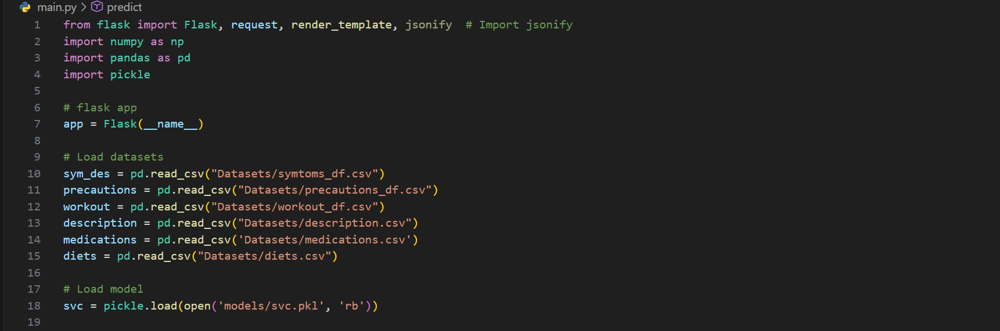 main.py > predict
1 from flask import Flask, request, render_template, jsonify  # Import jsonify
2 import numpy as np
3 import pandas as pd
4 import pickle
5
6 # flask app
7 app = Flask(__name__)
8
9 # Load datasets
10 sym_des = pd.read_csv("Datasets/symtoms_df.csv")
11 precautions = pd.read_csv("Datasets/precautions_df.csv")
12 workout = pd.read_csv("Datasets/workout_df.csv")
13 description = pd.read_csv("Datasets/description.csv")
14 medications = pd.read_csv('Datasets/medications.csv')
15 diets = pd.read_csv("Datasets/diets.csv")
16
17 # Load model
18 svc = pickle.load(open('models/svc.pkl', 'rb'))
19